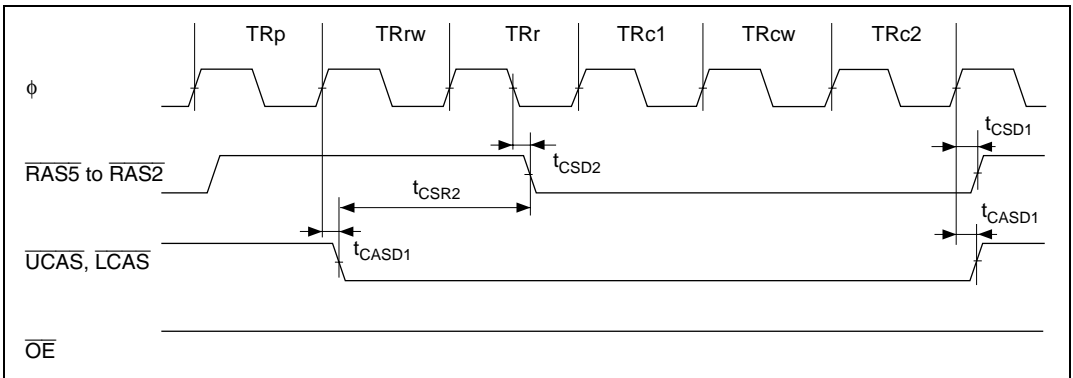 TRp TRrw TRr TRc1 TRcw TRc2
ϕ
tCSD1
RAS5 to RAS2
tCSD2
tCSR2
tCASD1
tCASD1
UCAS, LCAS
OE